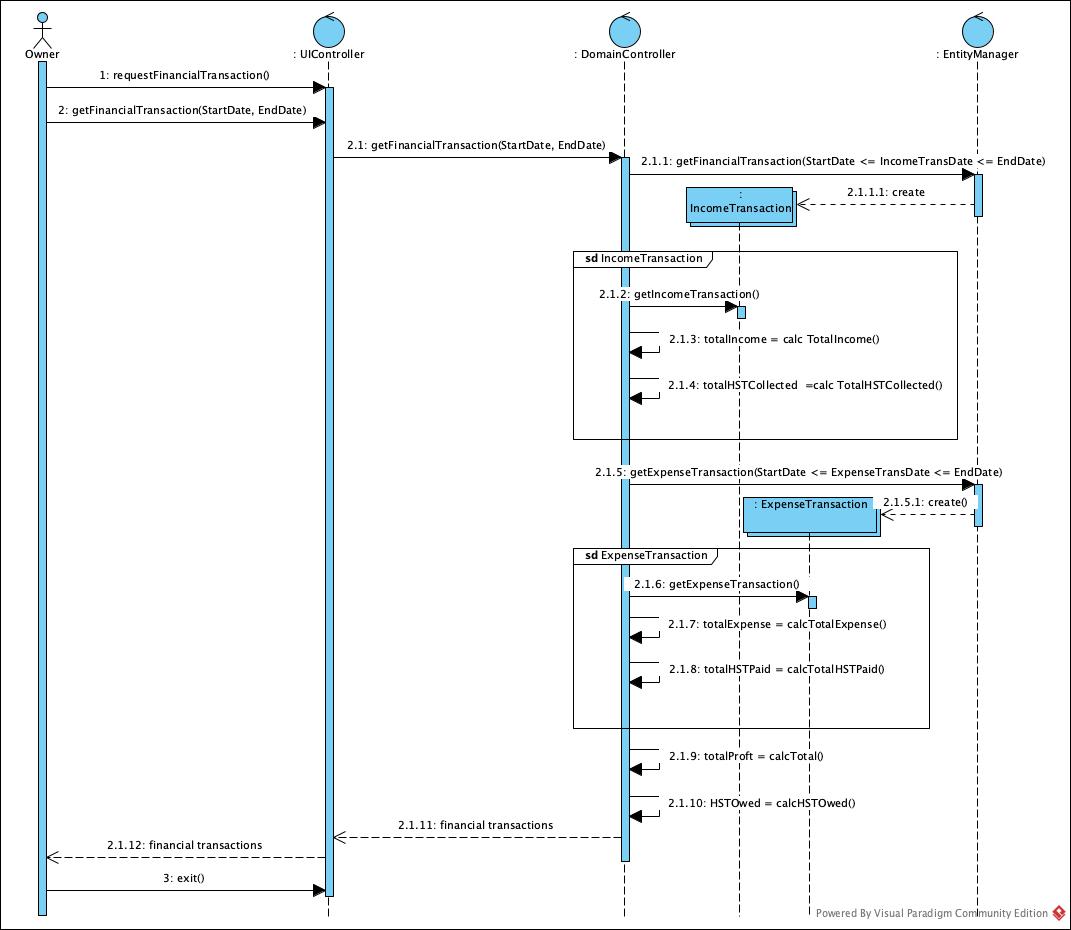 Owner
: UIController
: DomainController
: EntityManager
1: requestFinancialTransaction()
2: getFinancialTransaction(StartDate, EndDate)
2.1: getFinancialTransaction(StartDate, EndDate)
2.1.1: getFinancialTransaction(StartDate <= IncomeTransDate <= EndDate)
2.1.1.1: create
:
IncomeTransaction
sd IncomeTransaction
2.1.2: getIncomeTransaction()
2.1.3: totalIncome = calc TotalIncome()
2.1.4: totalHSTCollected =calc TotalHSTCollected()
2.1.5: getExpenseTransaction(StartDate <= ExpenseTransDate <= EndDate)
: ExpenseTransaction
2.1.5.1: create()
sd ExpenseTransaction
2.1.6: getExpenseTransaction()
2.1.7: totalExpense = calcTotalExpense()
2.1.8: totalHSTPaid = calcTotalHSTPaid()
2.1.9: totalProft = calcTotal()
2.1.10: HSTOwed = calcHSTOwed()
2.1.11: financial transactions
2.1.12: financial transactions
3: exit()
Powered By Visual Paradigm Community Edition